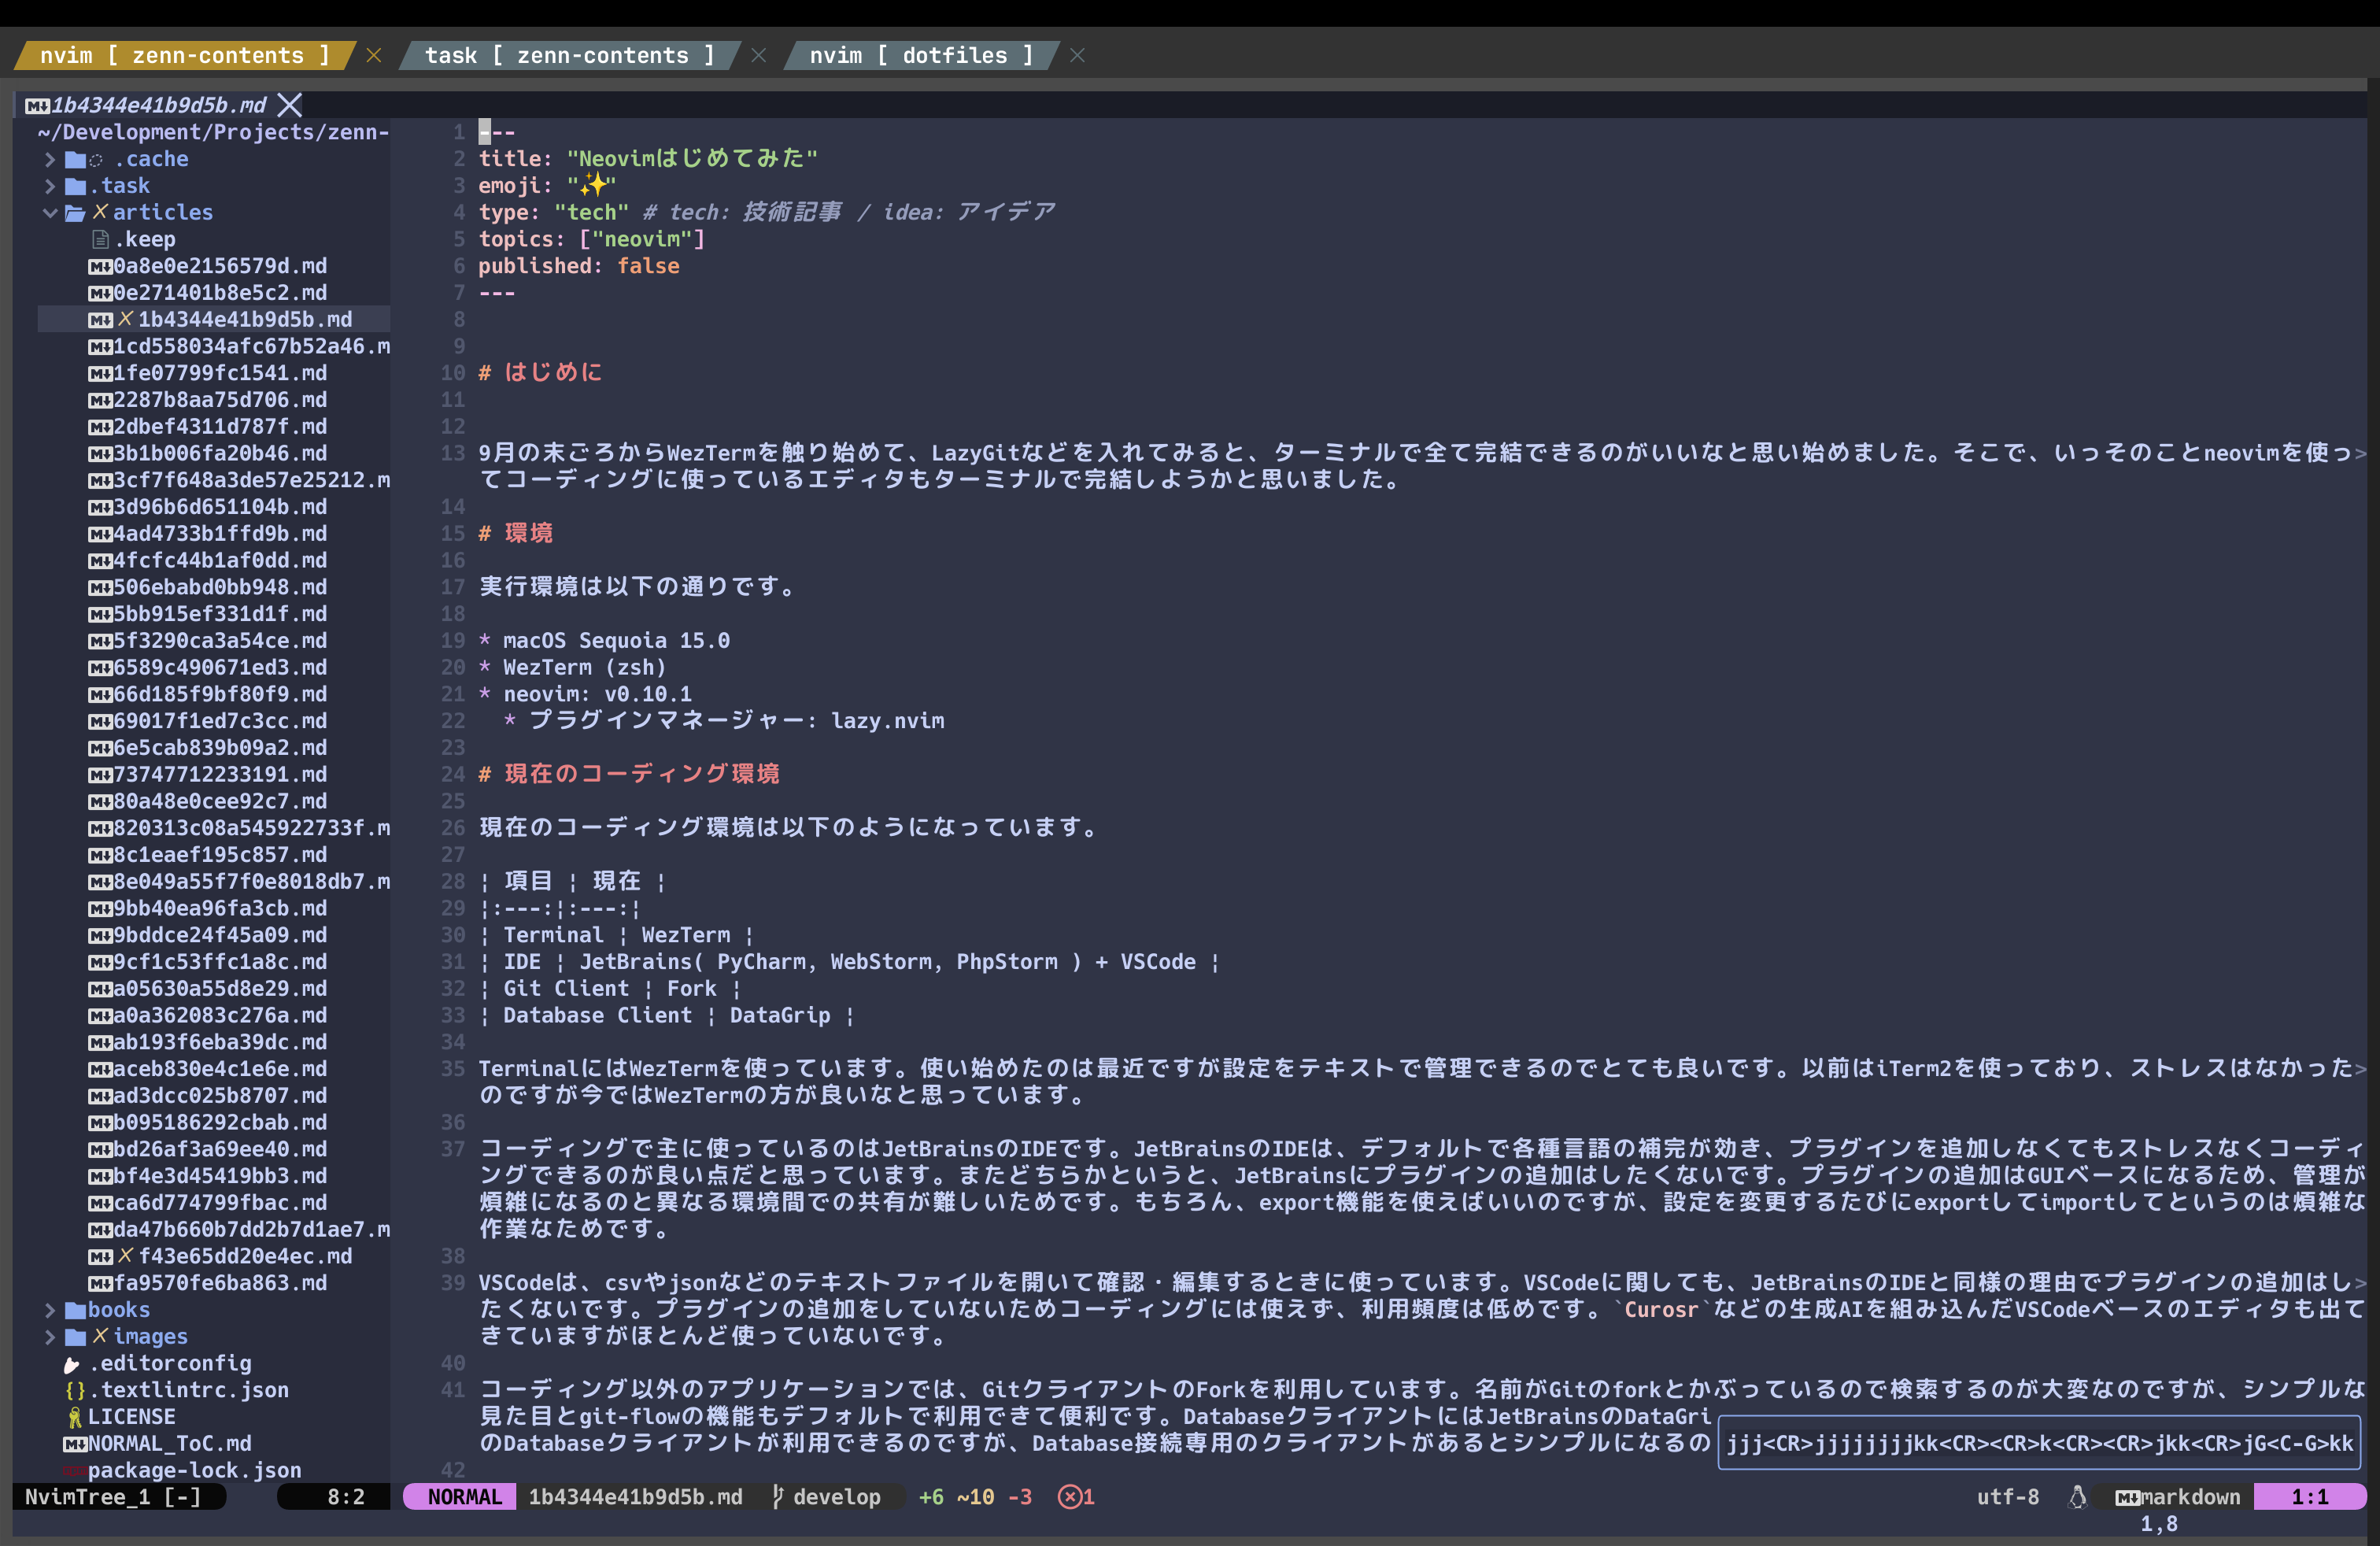 nvim [ zenn-contents ] × task [ zenn-contents ] × nvim [ dotfiles ] ×
1b4344e41b9d5b.md ×
~/Development/Projects/zenn-
.cache
.task
articles
.keep
0a8e0e2156579d.md
0e271401b8e5c2.md
1b4344e41b9d5b.md
1cd558034afc67b52a46.m
1fe07799fc1541.md
2287b8aa75d706.md
2dbef4311d787f.md
3b1b006fa20b46.md
3cf7f648a3de57e25212.m
3d96b6d651104b.md
4ad4733b1ffd9b.md
4fcfc44b1af0dd.md
506ebabd0bb948.md
5bb915ef331d1f.md
5f3290ca3a54ce.md
6589c490671ed3.md
66d185f9bf80f9.md
69017f1ed7c3cc.md
6e5cab839b09a2.md
73747712233191.md
80a48e0cee92c7.md
820313c08a545922733f.m
8c1eaef195c857.md
8e049a55f7f0e8018db7.m
9bb40ea96fa3cb.md
9bddce24f45a09.md
9cf1c53ffc1a8c.md
a05630a55d8e29.md
a0a362083c276a.md
ab193f6eba39dc.md
aceb830e4c1e6e.md
ad3dcc025b8707.md
b095186292cbab.md
bd26af3a69ee40.md
bf4e3d45419bb3.md
ca6d774799fbac.md
da47b660b7dd2b7d1ae7.m
f43e65dd20e4ec.md
fa9570fe6ba863.md
books
images
.editorconfig
{}.textlintrc.json
LICENSE
NORMAL_ToC.md
package-lock.json
1 ---
2 title: "Neovimはじめてみた"
3 emoji: "✨"
4 type: "tech" # tech: 技術記事 / idea: アイデア
5 topics: ["neovim"]
6 published: false
7 ---
8
9
10 # はじめに
11
12
13 9月の末ごろからWezTermを触り始めて、LazyGitなどを入れてみると、ターミナルで全て完結できるのがいいなと思い始めました。そこで、いっそのことneovimを使っ>
てコーディングに使っているエディタもターミナルで完結しようかと思いました。
14
15 # 環境
16
17 実行環境は以下の通りです。
18
19 * macOS Sequoia 15.0
20 * WezTerm (zsh)
21 * neovim: v0.10.1
22 * プラグインマネージャー: lazy.nvim
23
24 # 現在のコーディング環境
25
26 現在のコーディング環境は以下のようになっています。
27
28 ¦ 項目 ¦ 現在 ¦
29 ¦:---:¦:---:¦
30 ¦ Terminal ¦ WezTerm ¦
31 ¦ IDE ¦ JetBrains( PyCharm, WebStorm, PhpStorm ) + VSCode ¦
32 ¦ Git Client ¦ Fork ¦
33 ¦ Database Client ¦ DataGrip ¦
34
35 TerminalにはWezTermを使っています。使い始めたのは最近ですが設定をテキストで管理できるのでとても良いです。以前はiTerm2を使っており、ストレスはなかった>
のですが今ではWezTermの方が良いなと思っています。
36
37 コーディングで主に使っているのはJetBrainsのIDEです。JetBrainsのIDEは、デフォルトで各種言語の補完が効き、プラグインを追加しなくてもストレスなくコーディ
ングできるのが良い点だと思っています。またどちらかというと、JetBrainsにプラグインの追加はしたくないです。プラグインの追加はGUIベースになるため、管理が
煩雑になるのと異なる環境間での共有が難しいためです。もちろん、export機能を使えばいいのですが、設定を変更するたびにexportしてimportしてというのは煩雑な
作業なためです。
38
39 VSCodeは、csvやjsonなどのテキストファイルを開いて確認・編集するときに使っています。VSCodeに関しても、JetBrainsのIDEと同様の理由でプラグインの追加はし>
たくないです。プラグインの追加をしていないためコーディングには使えず、利用頻度は低めです。`Curosr`などの生成AIを組み込んだVSCodeベースのエディタも出て
きていますがほとんど使っていないです。
40
41 コーディング以外のアプリケーションでは、GitクライアントのForkを利用しています。名前がGitのforkとかぶっているので検索するのが大変なのですが、シンプルな
見た目とgit-flowの機能もデフォルトで利用できて便利です。DatabaseクライアントにはJetBrainsのDataGri
のDatabaseクライアントが利用できるのですが、Database接続専用のクライアントがあるとシンプルになるの
jjj<CR>jjjjjjjjkk<CR><CR>k<CR><CR>jkk<CR>jG<C-G>kk
42
NvimTree_1 [-] 8:2 NORMAL 1b4344e41b9d5b.md develop +6 ~10 -3 1 utf-8 markdown 1:1
1,8